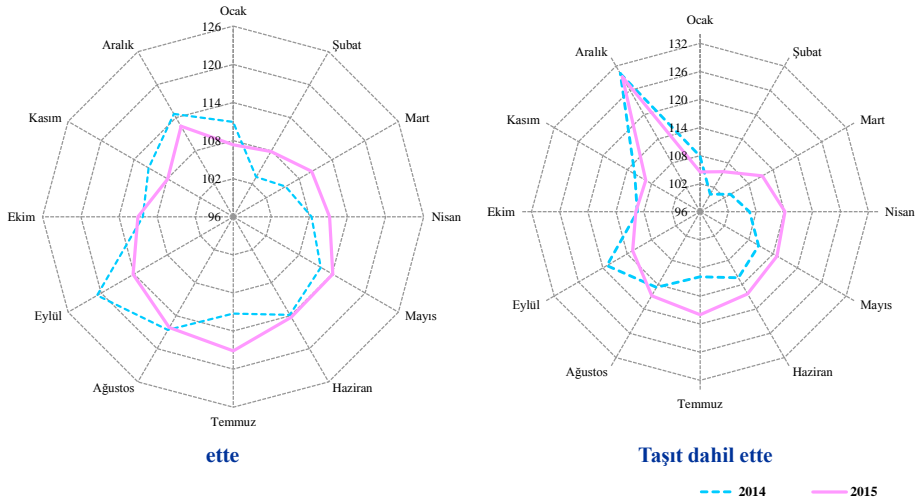 Ocak
Şubat
Mart
Nisan
Mayıs
Haziran
Temmuz
Ağustos
Eylül
Ekim
Kasım
Aralık
126
120
114
108
102
96
ette
Ocak
Şubat
Mart
Nisan
Mayıs
Haziran
Temmuz
Ağustos
Eylül
Ekim
Kasım
Aralık
132
126
120
114
108
102
96
Taşıt dahil ette
2014
2015